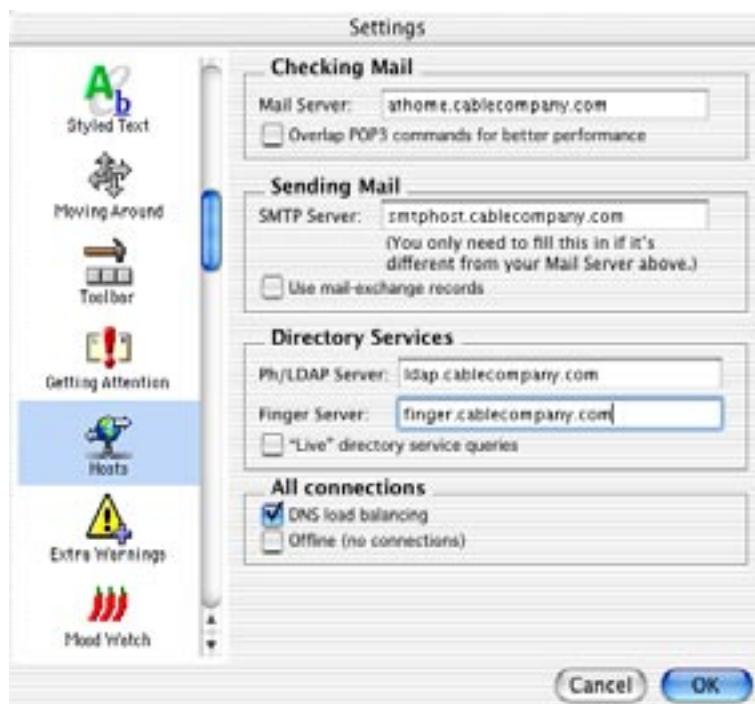 Settings
Styled Text
Moving Around
Toolbar
Getting Attention
Hosts
Extra Warnings
Mood Watch
Checking Mail
Mail Server: athome.cablecompany.com
Overlap POP3 commands for better performance
Sending Mail
SMTP Server: smtphost.cablecompany.com
(You only need to fill this in if it's
different from your Mail Server above.)
Use mail-exchange records
Directory Services
Ph/LDAP Server: ldap.cablecompany.com
Finger Server: finger.cablecompany.com
"Live" directory service queries
All connections
DNS load balancing
Offline (no connections)
Cancel OK